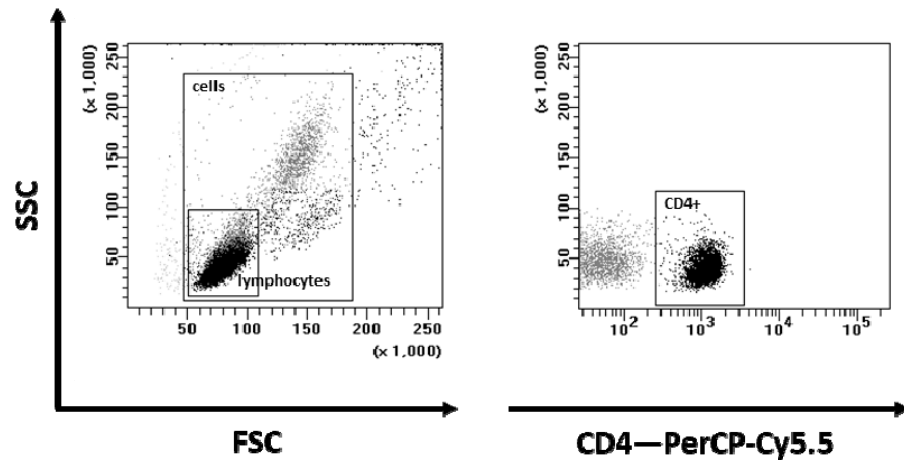 SSC
(x 1,000)
250
200
150
100
50
cells
lymphocytes
50 100 150 200 250
(x 1,000)
FSC
(x 1,000)
250
200
150
100
50
CD4+
10² 10³ 10⁴ 10⁵
CD4—PerCP-Cy5.5